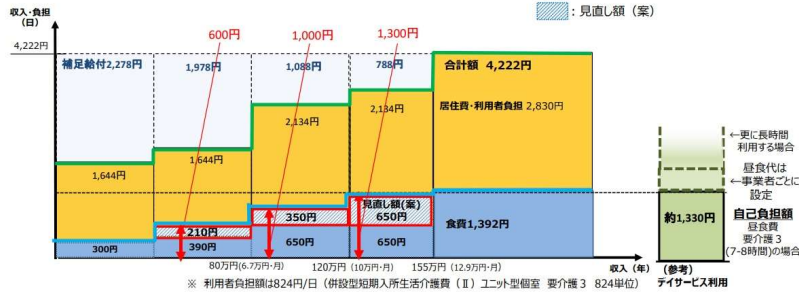 収入・負担
(日)
：見直し額（案）
600円
1,000円
1,300円
4,222円
補足給付2,278円
1,978円
1,088円
788円
合計額 4,222円
居住費・利用者負担 2,830円
2,134円
2,134円
1,644円
1,644円
←更に長時間
利用する場合
昼食代は
←事業者ごとに
設定
見直し額(案)
210円
350円
650円
食費1,392円
約1,330円
自己負担額
昼食費
要介護３
(7-8時間)の場合
300円
390円
650円
650円
80万円(6.7万円・月)
120万円(10万円・月)
155万円(12.9万円・月)
収入（年）
（参考）
デイサービス利用
※ 利用者負担額は824円/日（併設型短期入所生活介護費（Ⅱ）ユニット型個室 要介護３ 824単位）